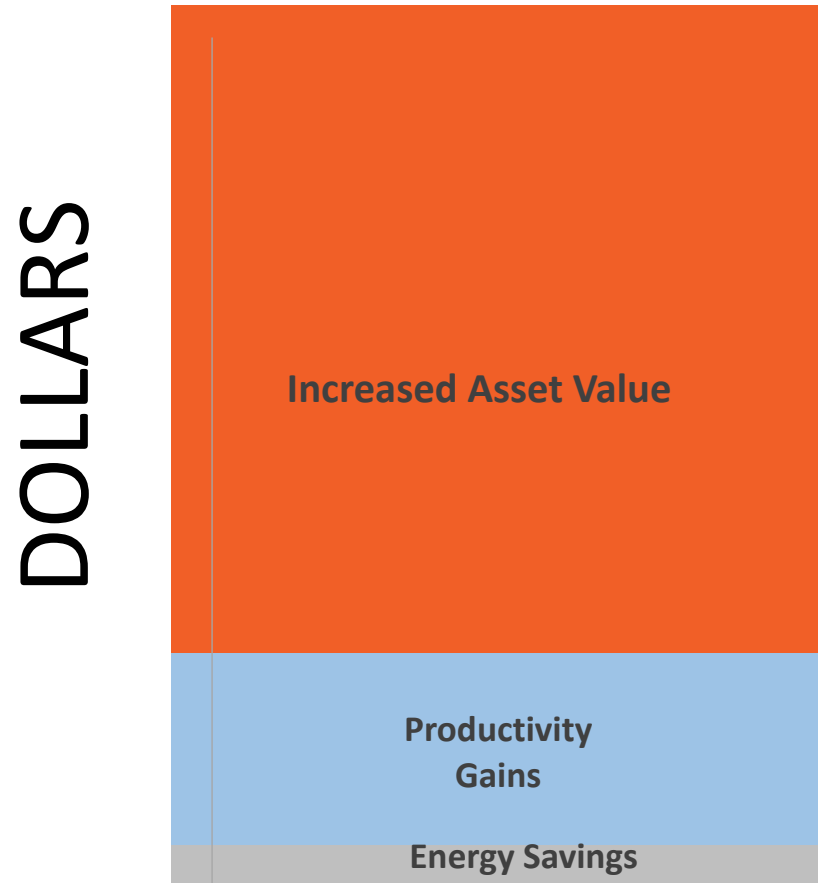 DOLLARS
Increased Asset Value
Productivity
Gains
Energy Savings